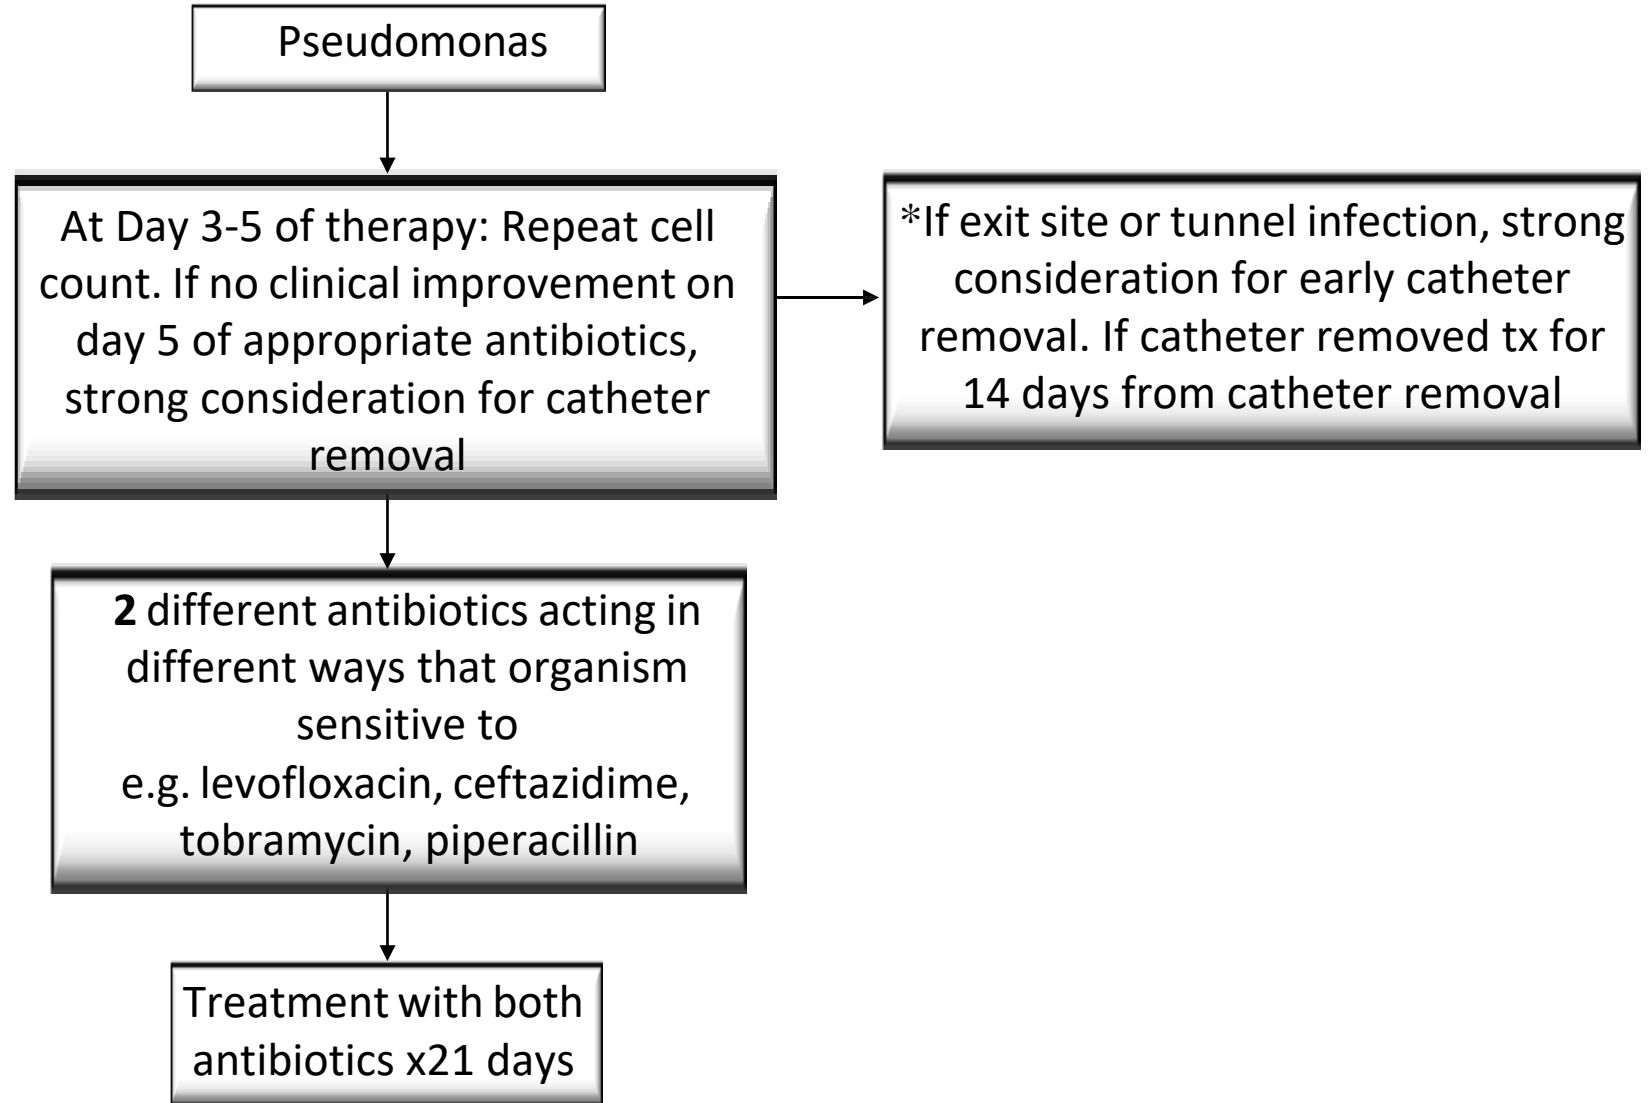 Pseudomonas
At Day 3-5 of therapy: Repeat cell
count. If no clinical improvement on
day 5 of appropriate antibiotics,
strong consideration for catheter
removal
*If exit site or tunnel infection, strong
consideration for early catheter
removal. If catheter removed tx for
14 days from catheter removal
2 different antibiotics acting in
different ways that organism
sensitive to
e.g. levofloxacin, ceftazidime,
tobramycin, piperacillin
Treatment with both
antibiotics x21 days